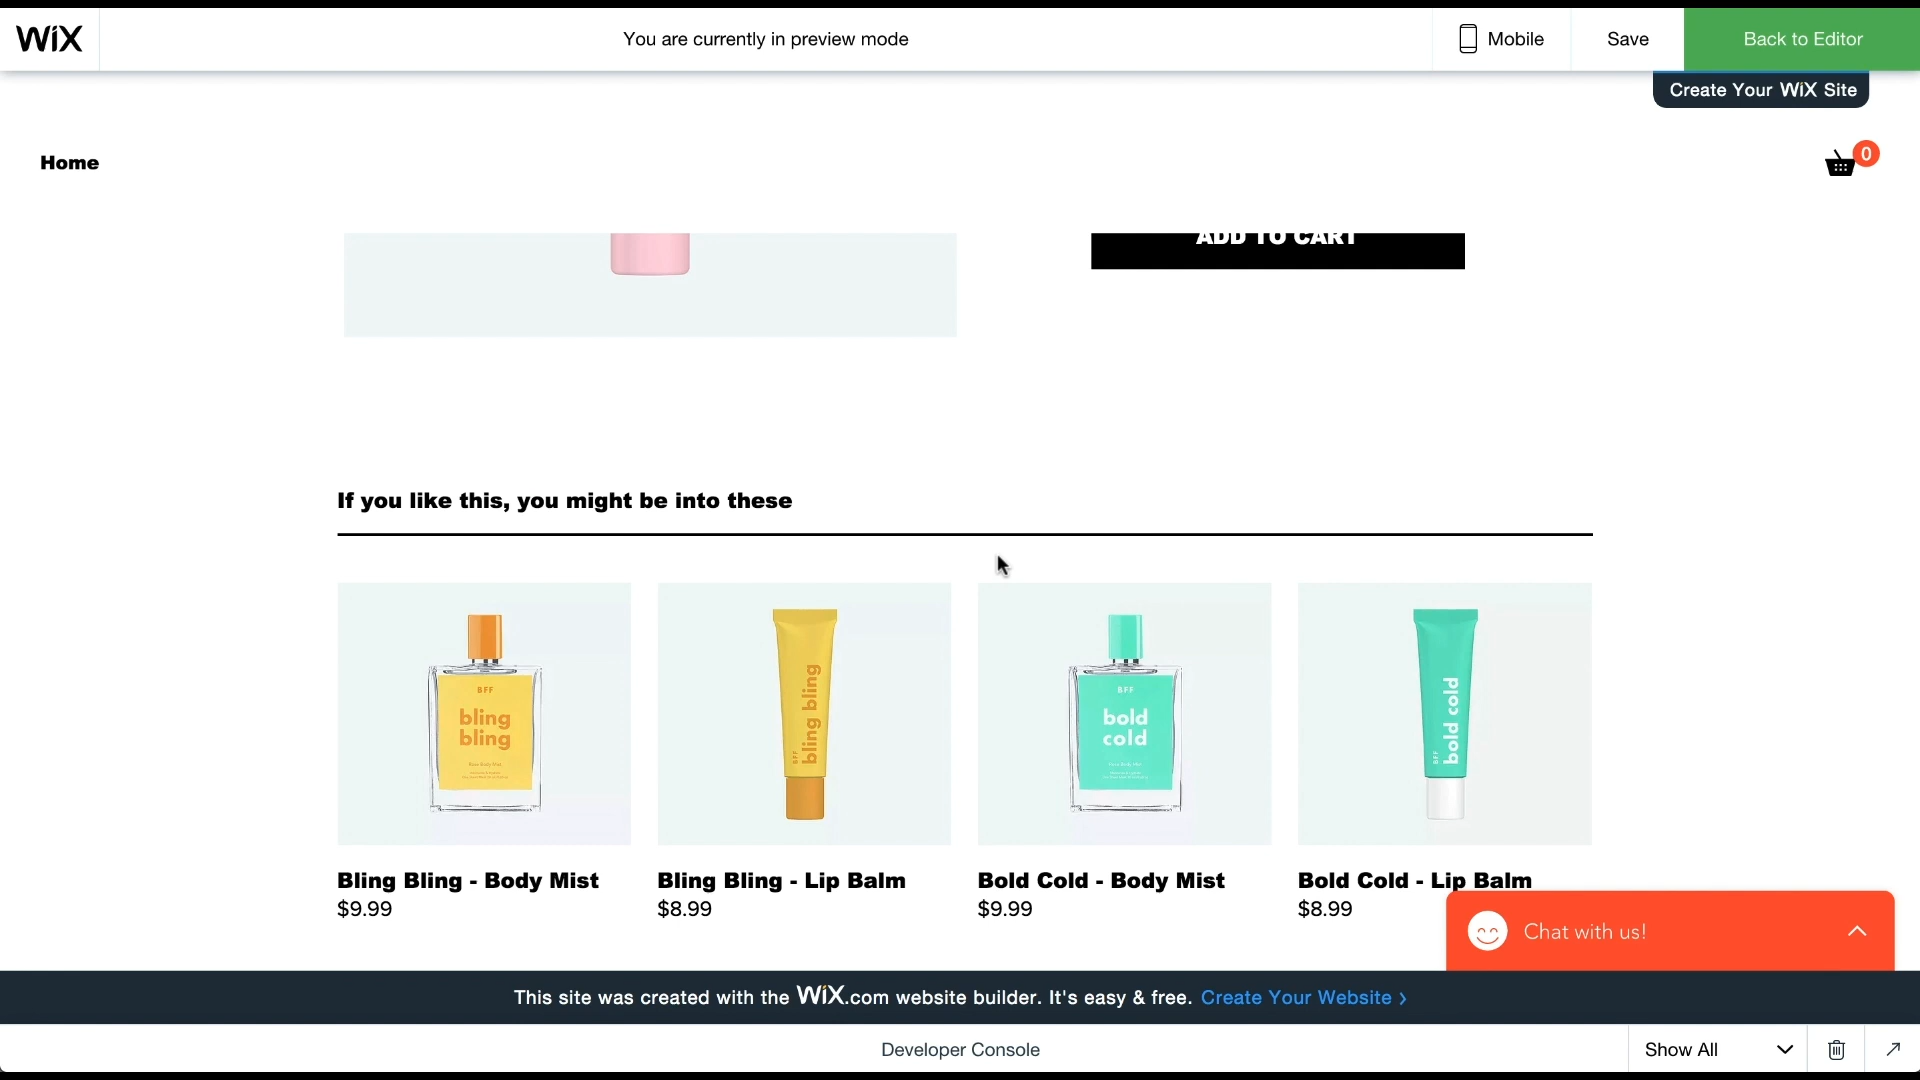 WiX
You are currently in preview mode
Mobile
Save
Back to Editor
Create Your WiX Site
Home
0
ADD TO CART
If you like this, you might be into these
BFF
bling
bling
BFF
bling bling
BFF
bold
cold
BFF
bold cold
Bling Bling - Body Mist
$9.99
Bling Bling - Lip Balm
$8.99
Bold Cold - Body Mist
$9.99
Bold Cold - Lip Balm
$8.99
Chat with us!
This site was created with the WiX.com website builder. It's easy & free. Create Your Website ›
Developer Console
Show All